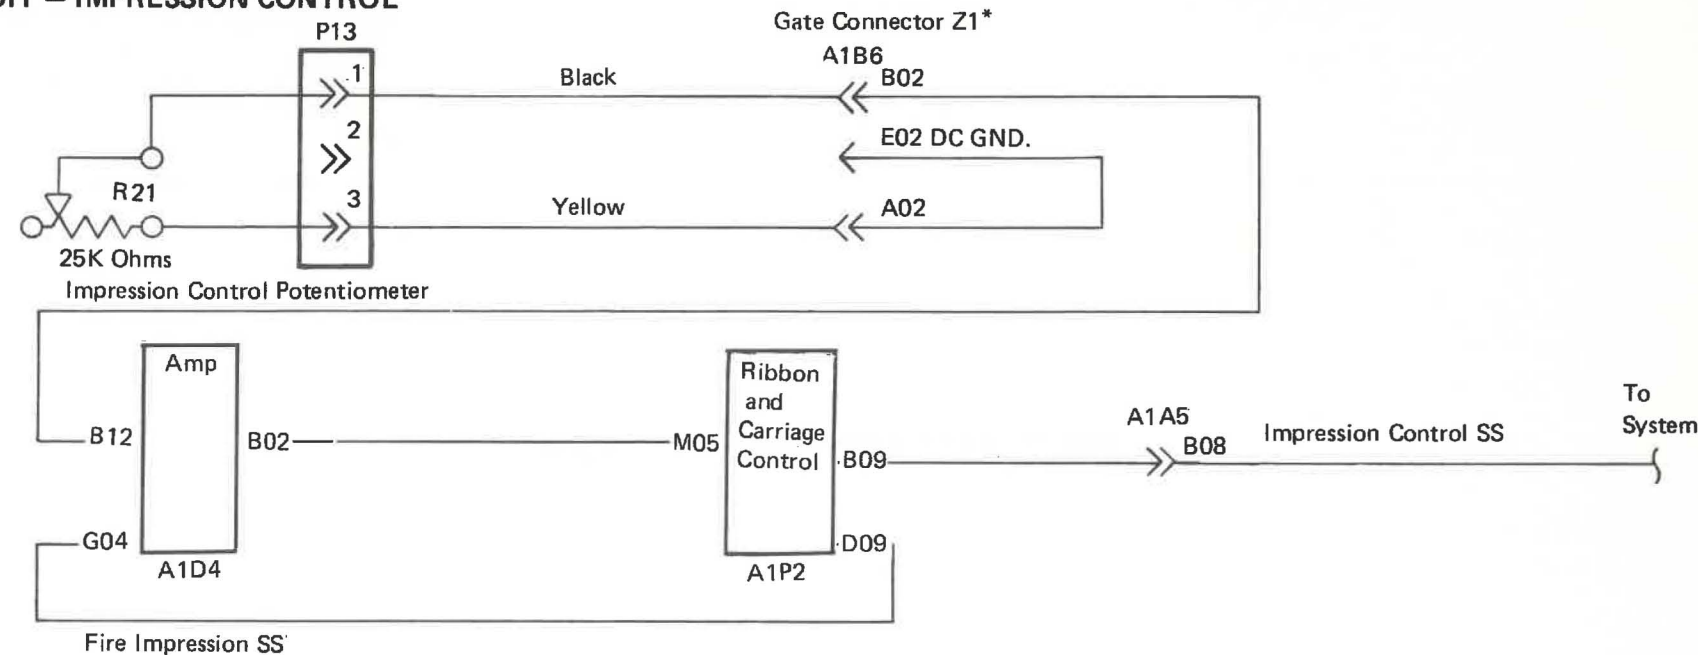 — IMPRESSION CONTROL
P13
Gate Connector Z1*
A1B6
1
Black
B02
2
E02 DC GND.
R21
3
Yellow
A02
25K Ohms
Impression Control Potentiometer
Amp
Ribbon
and
Carriage
Control
B12
B02
M05
B09
A1A5
B08
Impression Control SS
To
System
G04
D09
A1D4
A1P2
Fire Impression SS